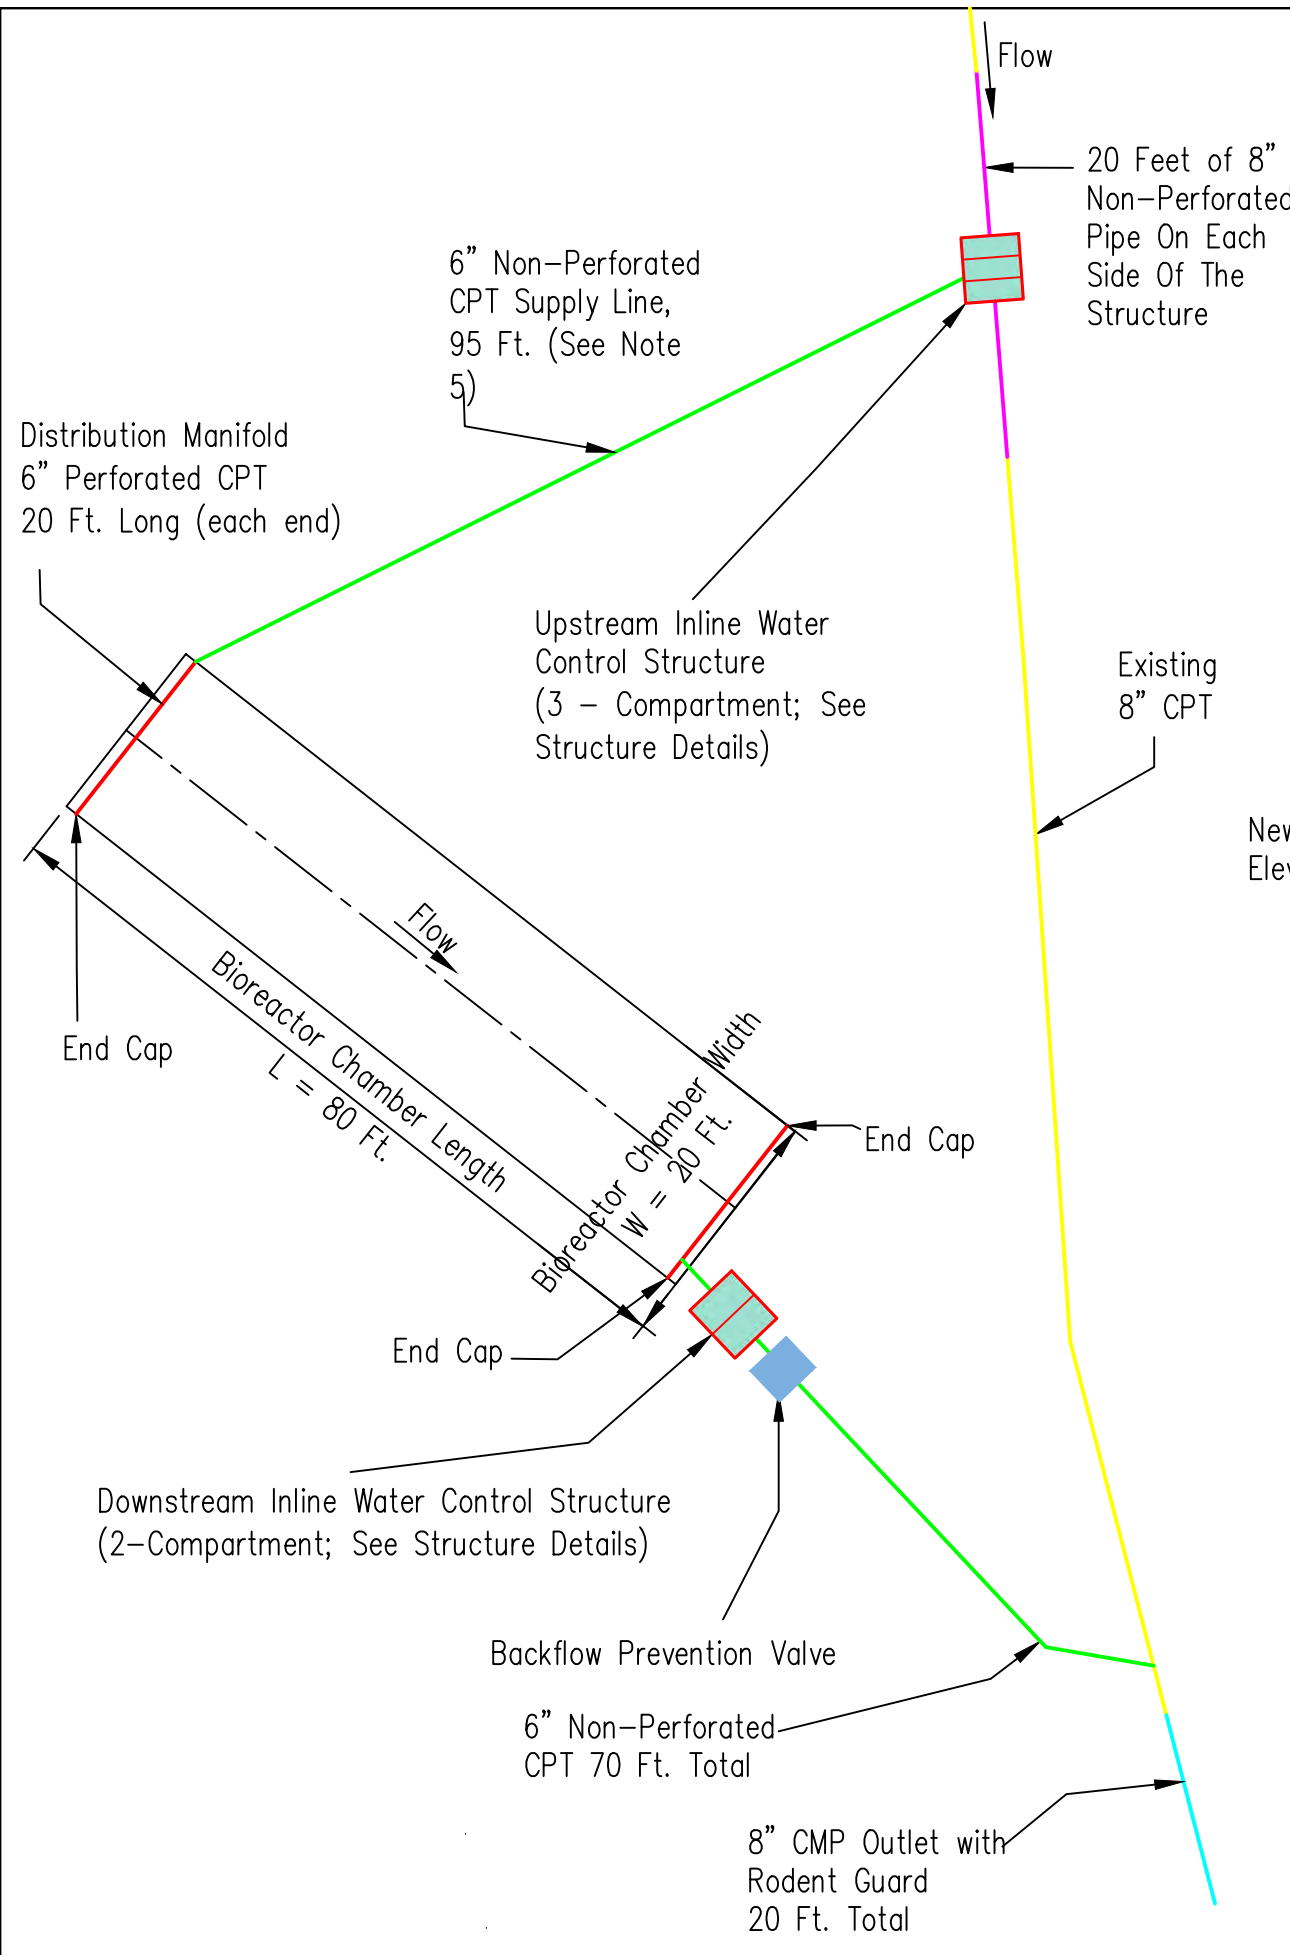 Flow
20 Feet of 8”
Non-Perforated
Pipe On Each
Side Of The
Structure
6” Non-Perforated
CPT Supply Line,
95 Ft. (See Note
5)
Distribution Manifold
6” Perforated CPT
20 Ft. Long (each end)
Upstream Inline Water
Control Structure
(3 - Compartment; See
Structure Details)
Existing
8” CPT
New
Elev
Flow
Bioreactor Chamber Length
L = 80 Ft.
End Cap
Bioreactor Chamber Width
W = 20 Ft.
End Cap
End Cap
Downstream Inline Water Control Structure
(2-Compartment; See Structure Details)
Backflow Prevention Valve
6” Non-Perforated
CPT 70 Ft. Total
8” CMP Outlet with
Rodent Guard
20 Ft. Total